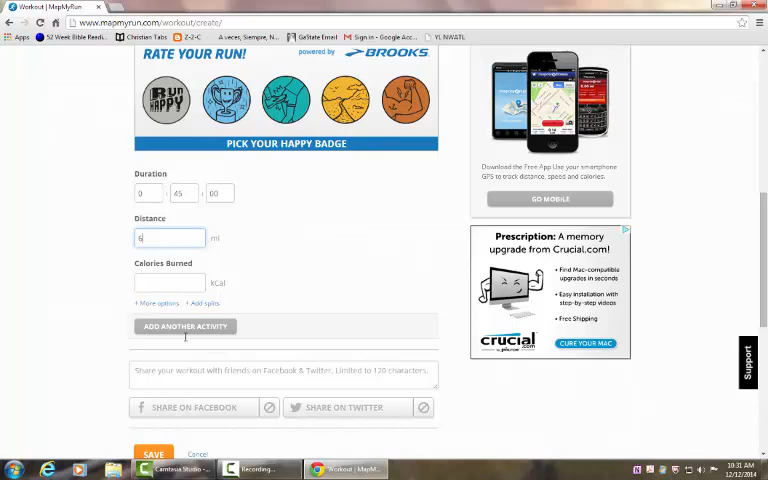 Workout | MapMyRun
www.mapmyrun.com/workout/create/
Apps
52 Week Bible Readi...
Christian Tabs
Z-2-C
A veces, Siempre, N...
GaState Email
Sign in - Google Acc...
YL NWATL
RATE YOUR RUN!
powered by
BROOKS
RUN
HAPPY
PICK YOUR HAPPY BADGE
Duration
0 : 45 : 00
Distance
6 mi
Calories Burned
kCal
+ More options + Add splits
ADD ANOTHER ACTIVITY
Share your workout with friends on Facebook & Twitter. Limited to 120 characters.
SHARE ON FACEBOOK
SHARE ON TWITTER
SAVE
Cancel
Download the Free App Use your smartphone
GPS to track distance, speed and calories.
GO MOBILE
Prescription: A memory
upgrade from Crucial.com!
• Find Mac-compatible
upgrades in seconds
• Easy installation with
step-by-step videos
• Free Shipping
crucial
.com
CURE YOUR MAC
Support
Camtasia Studio -...
Recording...
Workout | MapM...
10:31 AM
12/12/2014